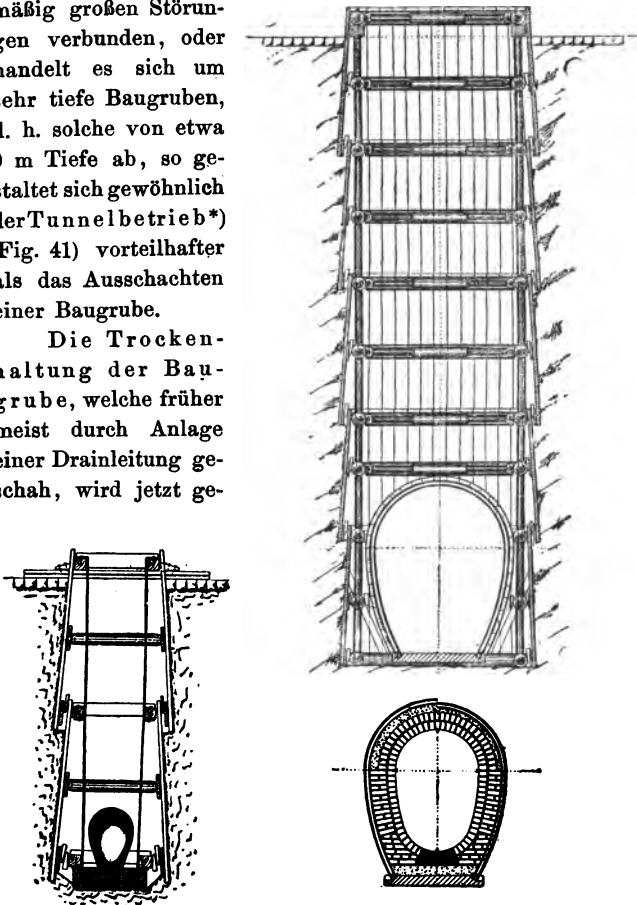 mäßig großen Störun-
gen verbunden, oder
handelt es sich um
sehr tiefe Baugruben,
d. h. solche von etwa
m Tiefe ab, so ge-
staltet sich gewöhnlich
der Tunnelbetrieb*)
(Fig. 41) vorteilhafter
als das Ausschachten
einer Baugrube.
Die Trocken-
haltung der Bau-
grube, welche früher
meist durch Anlage
einer Drainleitung ge-
schah, wird jetzt ge-